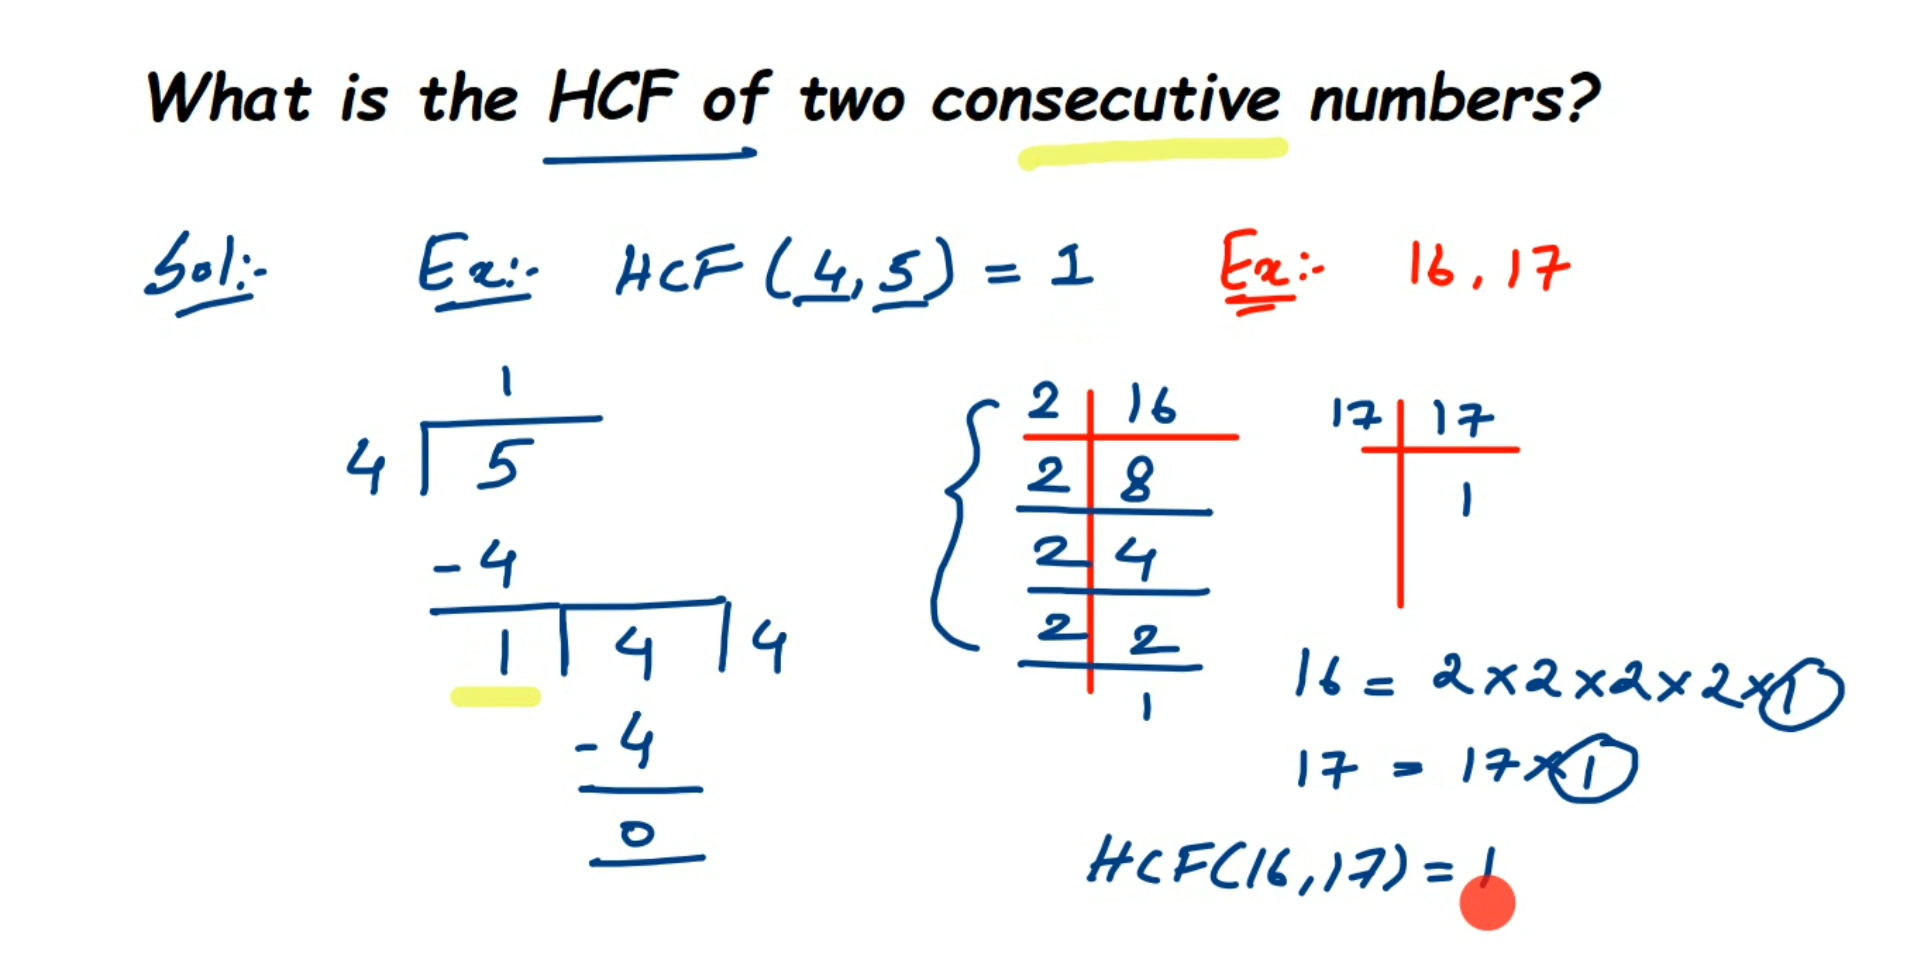 What is the HCF of two consecutive numbers?
Sol:- Ex:- HCF (4,5) = 1 Ex:- 16, 17
1
4 5
- 4
1 4 4
- 4
0
2 16
2 8
2 4
2 2
1
17 17
1
16 = 2×2×2×2×1
17 = 17×1
HCF(16,17) = 1